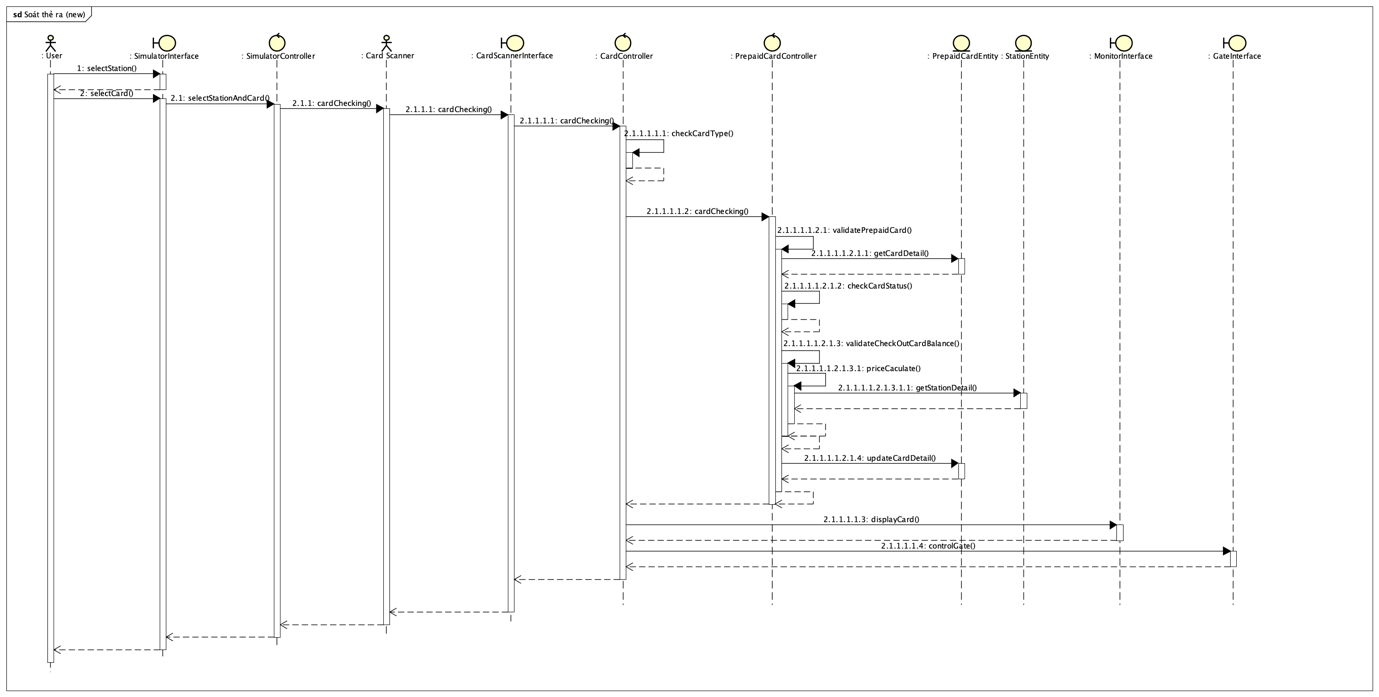 sd Soát thẻ ra (new)
: User
: SimulatorInterface
: SimulatorController
: Card Scanner
: CardScannerInterface
: CardController
: PrepaidCardController
: PrepaidCardEntity
: StationEntity
: MonitorInterface
: GateInterface
1: selectStation()
2: selectCard()
2.1: selectStationAndCard()
2.1.1: cardChecking()
2.1.1.1: cardChecking()
2.1.1.1.1: cardChecking()
2.1.1.1.1.1: checkCardType()
2.1.1.1.1.2: cardChecking()
2.1.1.1.1.2.1: validatePrepaidCard()
2.1.1.1.1.2.1.1: getCardDetail()
2.1.1.1.1.2.1.2: checkCardStatus()
2.1.1.1.1.2.1.3: validateCheckOutCardBalance()
2.1.1.1.1.2.1.3.1: priceCaculate()
2.1.1.1.1.2.1.3.1.1: getStationDetail()
2.1.1.1.1.2.1.4: updateCardDetail()
2.1.1.1.1.3: displayCard()
2.1.1.1.1.4: controlGate()